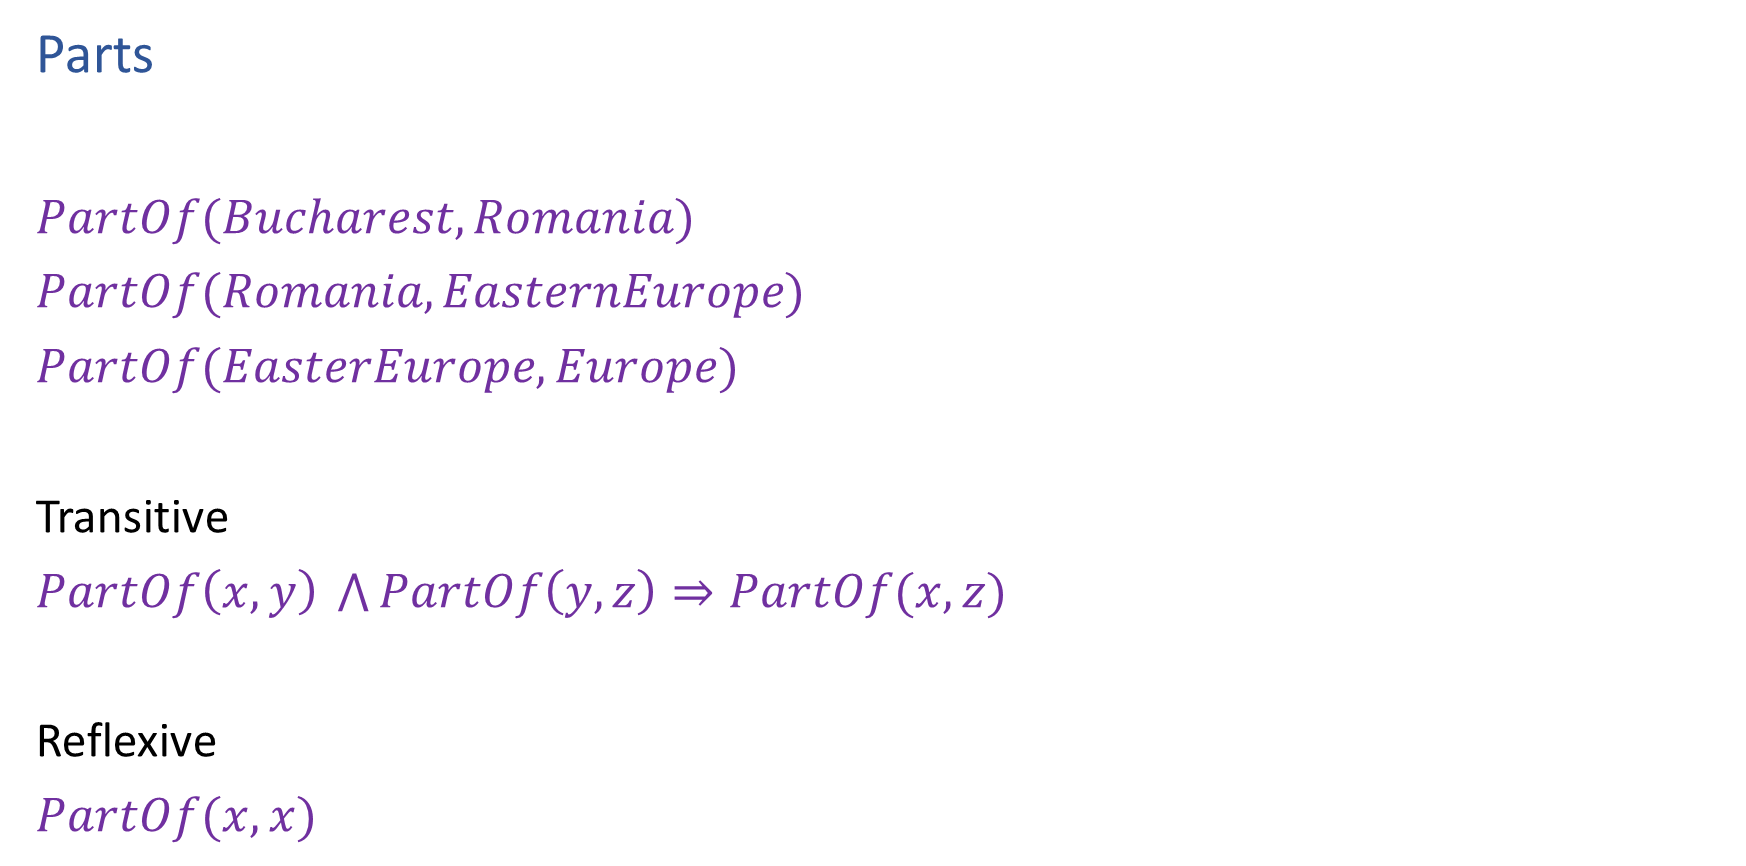 Parts
PartOf(Bucharest, Romania)
PartOf(Romania, EasternEurope)
PartOf(EasterEurope, Europe)
Transitive
PartOf(x, y) ⋀ PartOf(y, z) ⇒ PartOf(x, z)
Reflexive
PartOf(x, x)